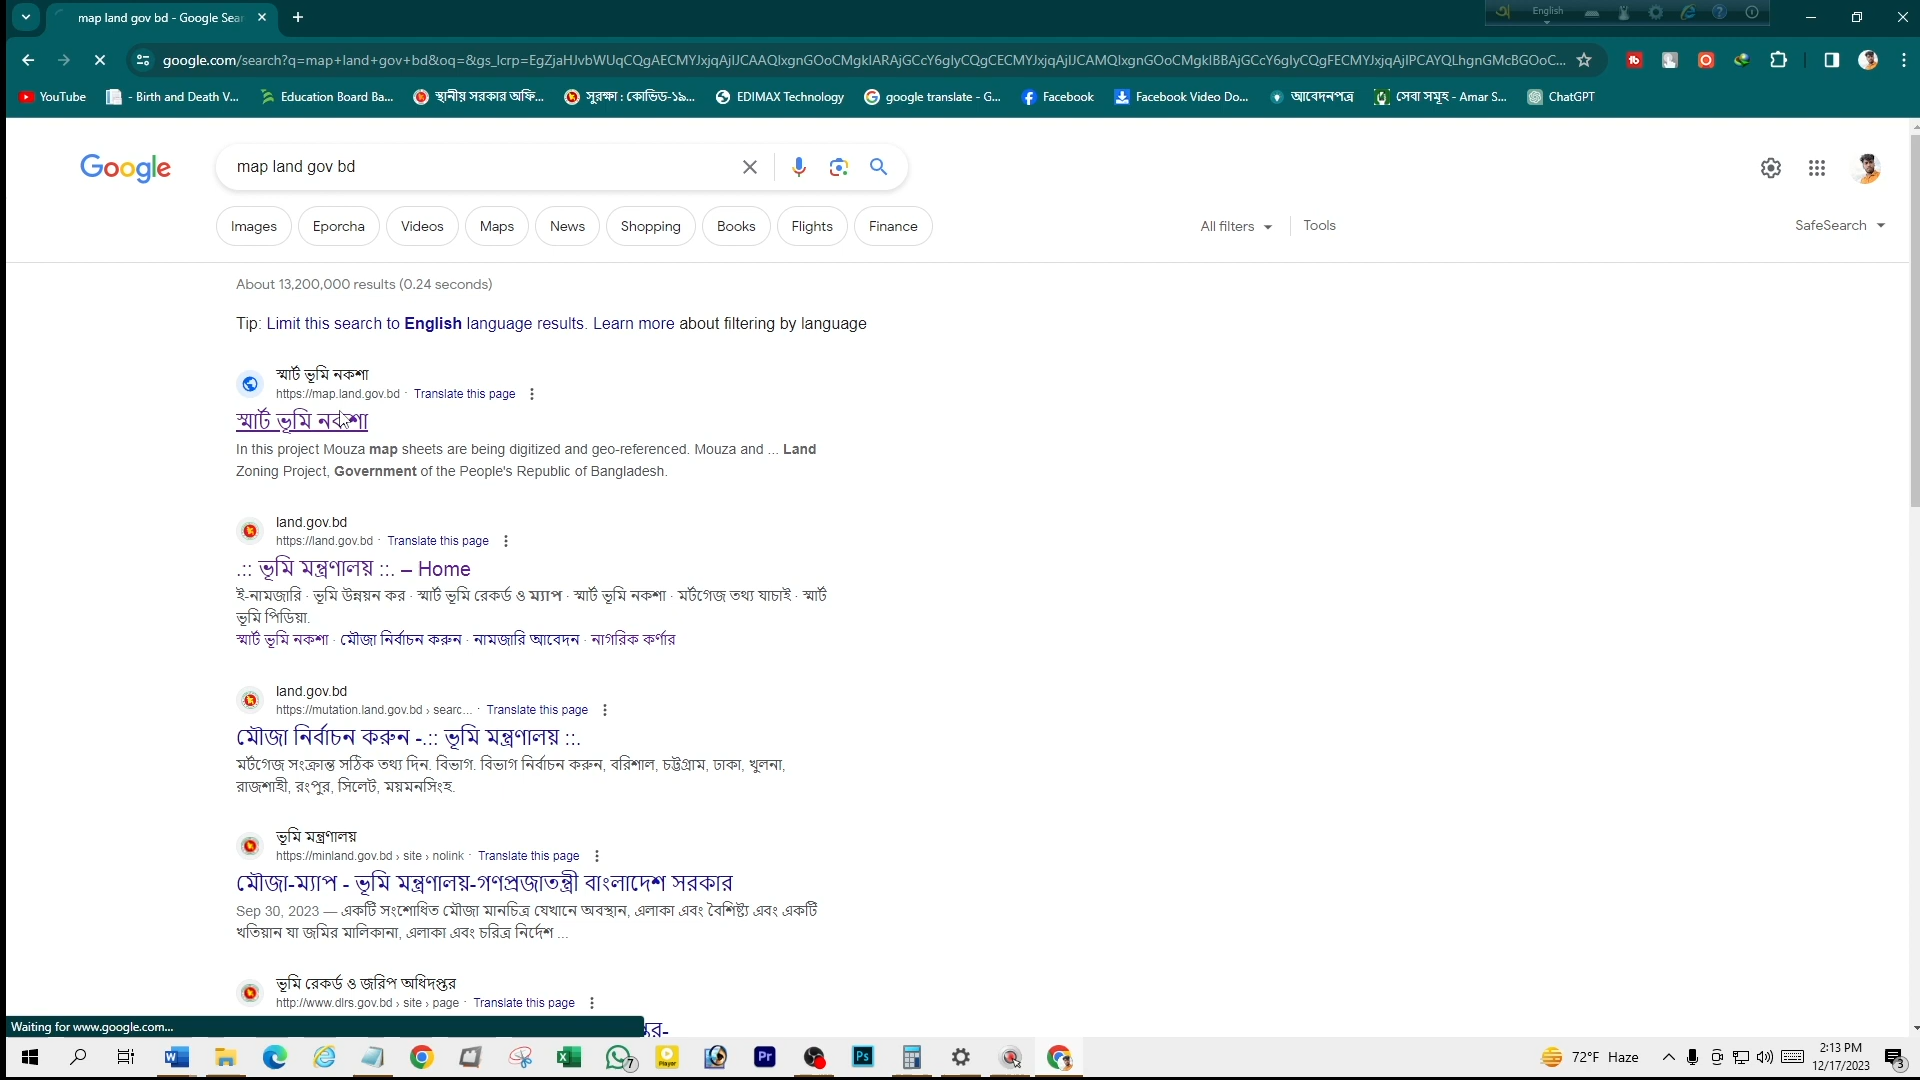 map land gov bd - Google Sear
English
google.com/search?q=map+land+gov+bd&oq=&gs_lcrp=EgZjaHJvbWUqCQgAECMYJxjqAjIJCAAQIxgnGOoCMgkIARAjGCcY6gIyCQgCECMYJxjqAjIJCAMQIxgnGOoCMgkIBBAjGCcY6gIyCQgFECMYJxjqAjIPCAYQLhgnGMcBGOoC...
YouTube
- Birth and Death V...
Education Board Ba...
স্থানীয় সরকার অফি...
সুরক্ষা : কোভিড-১৯...
EDIMAX Technology
google translate - G...
Facebook
Facebook Video Do...
আবেদনপত্র
সেবা সমূহ - Amar S...
ChatGPT
Google
map land gov bd
Images
Eporcha
Videos
Maps
News
Shopping
Books
Flights
Finance
All filters
Tools
SafeSearch
About 13,200,000 results (0.24 seconds)
Tip: Limit this search to English language results. Learn more about filtering by language
স্মার্ট ভূমি নকশা
https://map.land.gov.bd · Translate this page
স্মার্ট ভূমি নকশা
In this project Mouza map sheets are being digitized and geo-referenced. Mouza and ... Land
Zoning Project, Government of the People's Republic of Bangladesh.
land.gov.bd
https://land.gov.bd · Translate this page
.:: ভূমি মন্ত্রণালয় ::. – Home
ই-নামজারি · ভূমি উন্নয়ন কর · স্মার্ট ভূমি রেকর্ড ও ম্যাপ · স্মার্ট ভূমি নকশা · মর্টগেজ তথ্য যাচাই · স্মার্ট
ভূমি পিডিয়া.
স্মার্ট ভূমি নকশা · মৌজা নির্বাচন করুন · নামজারি আবেদন · নাগরিক কর্ণার
land.gov.bd
https://mutation.land.gov.bd › searc... · Translate this page
মৌজা নির্বাচন করুন -.:: ভূমি মন্ত্রণালয় ::.
মর্টগেজ সংক্রান্ত সঠিক তথ্য দিন. বিভাগ. বিভাগ নির্বাচন করুন, বরিশাল, চট্টগ্রাম, ঢাকা, খুলনা,
রাজশাহী, রংপুর, সিলেট, ময়মনসিংহ.
ভূমি মন্ত্রণালয়
https://minland.gov.bd › site › nolink · Translate this page
মৌজা-ম্যাপ - ভূমি মন্ত্রণালয়-গণপ্রজাতন্ত্রী বাংলাদেশ সরকার
Sep 30, 2023 — একটি সংশোধিত মৌজা মানচিত্র যেখানে অবস্থান, এলাকা এবং বৈশিষ্ট্য এবং একটি
খতিয়ান যা জমির মালিকানা, এলাকা এবং চরিত্র নির্দেশ ...
ভূমি রেকর্ড ও জরিপ অধিদপ্তর
http://www.dlrs.gov.bd › site › page · Translate this page
Waiting for www.google.com...
7
Player
Pr
Ps
72°F Haze
2:13 PM
12/17/2023
3